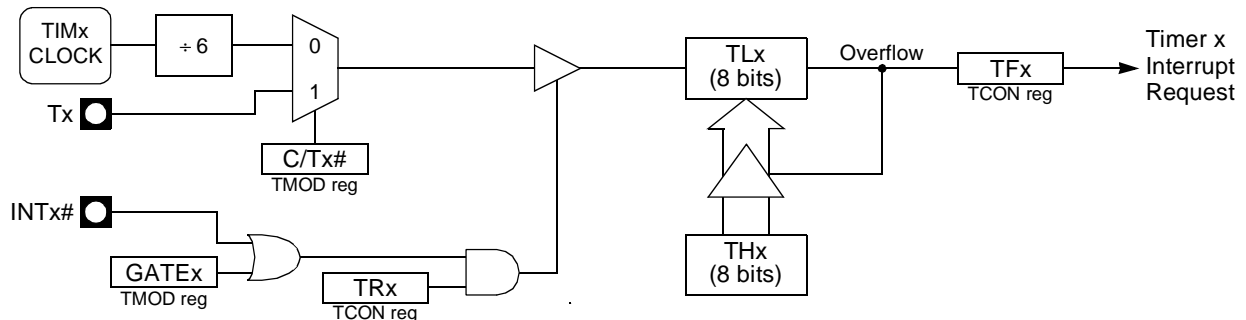 TIMx
CLOCK
÷ 6
0
1
Tx
C/Tx#
TMOD reg
INTx#
GATEx
TMOD reg
TRx
TCON reg
TLx
(8 bits)
Overflow
TFx
TCON reg
Timer x
Interrupt
Request
THx
(8 bits)